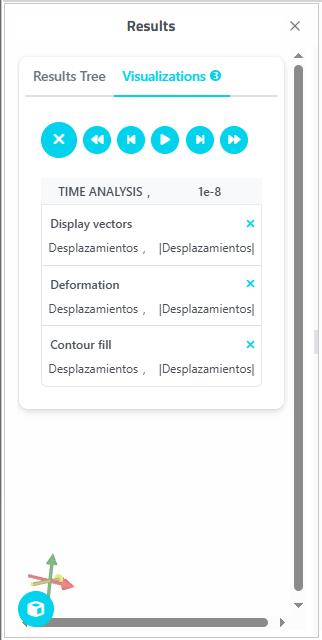 Results
Results Tree Visualizations 3
TIME ANALYSIS , 1e-8
Display vectors
Desplazamientos , |Desplazamientos|
Deformation
Desplazamientos , |Desplazamientos|
Contour fill
Desplazamientos , |Desplazamientos|